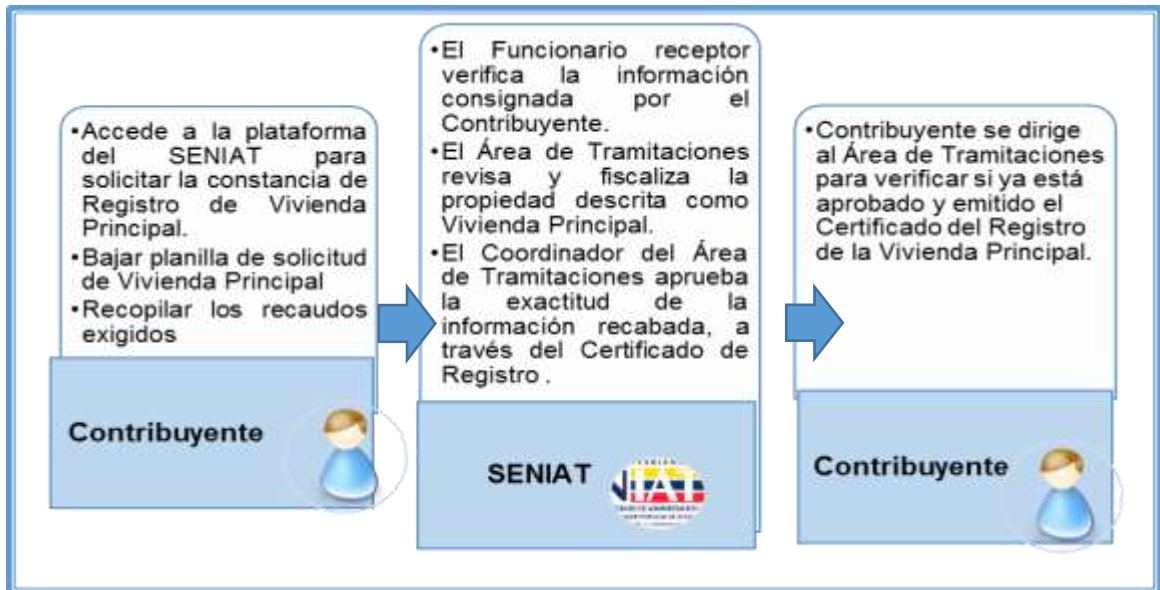 •Accede a la plataforma
del SENIAT para
solicitar la constancia de
Registro de Vivienda
Principal.
•Bajar planilla de solicitud
de Vivienda Principal
•Recopilar los recaudos
exigidos
Contribuyente
•El Funcionario receptor
verifica la información
consignada por el
Contribuyente.
•El Área de Tramitaciones
revisa y fiscaliza la
propiedad descrita como
Vivienda Principal.
•El Coordinador del Área
de Tramitaciones aprueba
la exactitud de la
información recabada, a
través del Certificado de
Registro .
SENIAT
•Contribuyente se dirige
al Área de Tramitaciones
para verificar si ya está
aprobado y emitido el
Certificado del Registro
de la Vivienda Principal.
Contribuyente